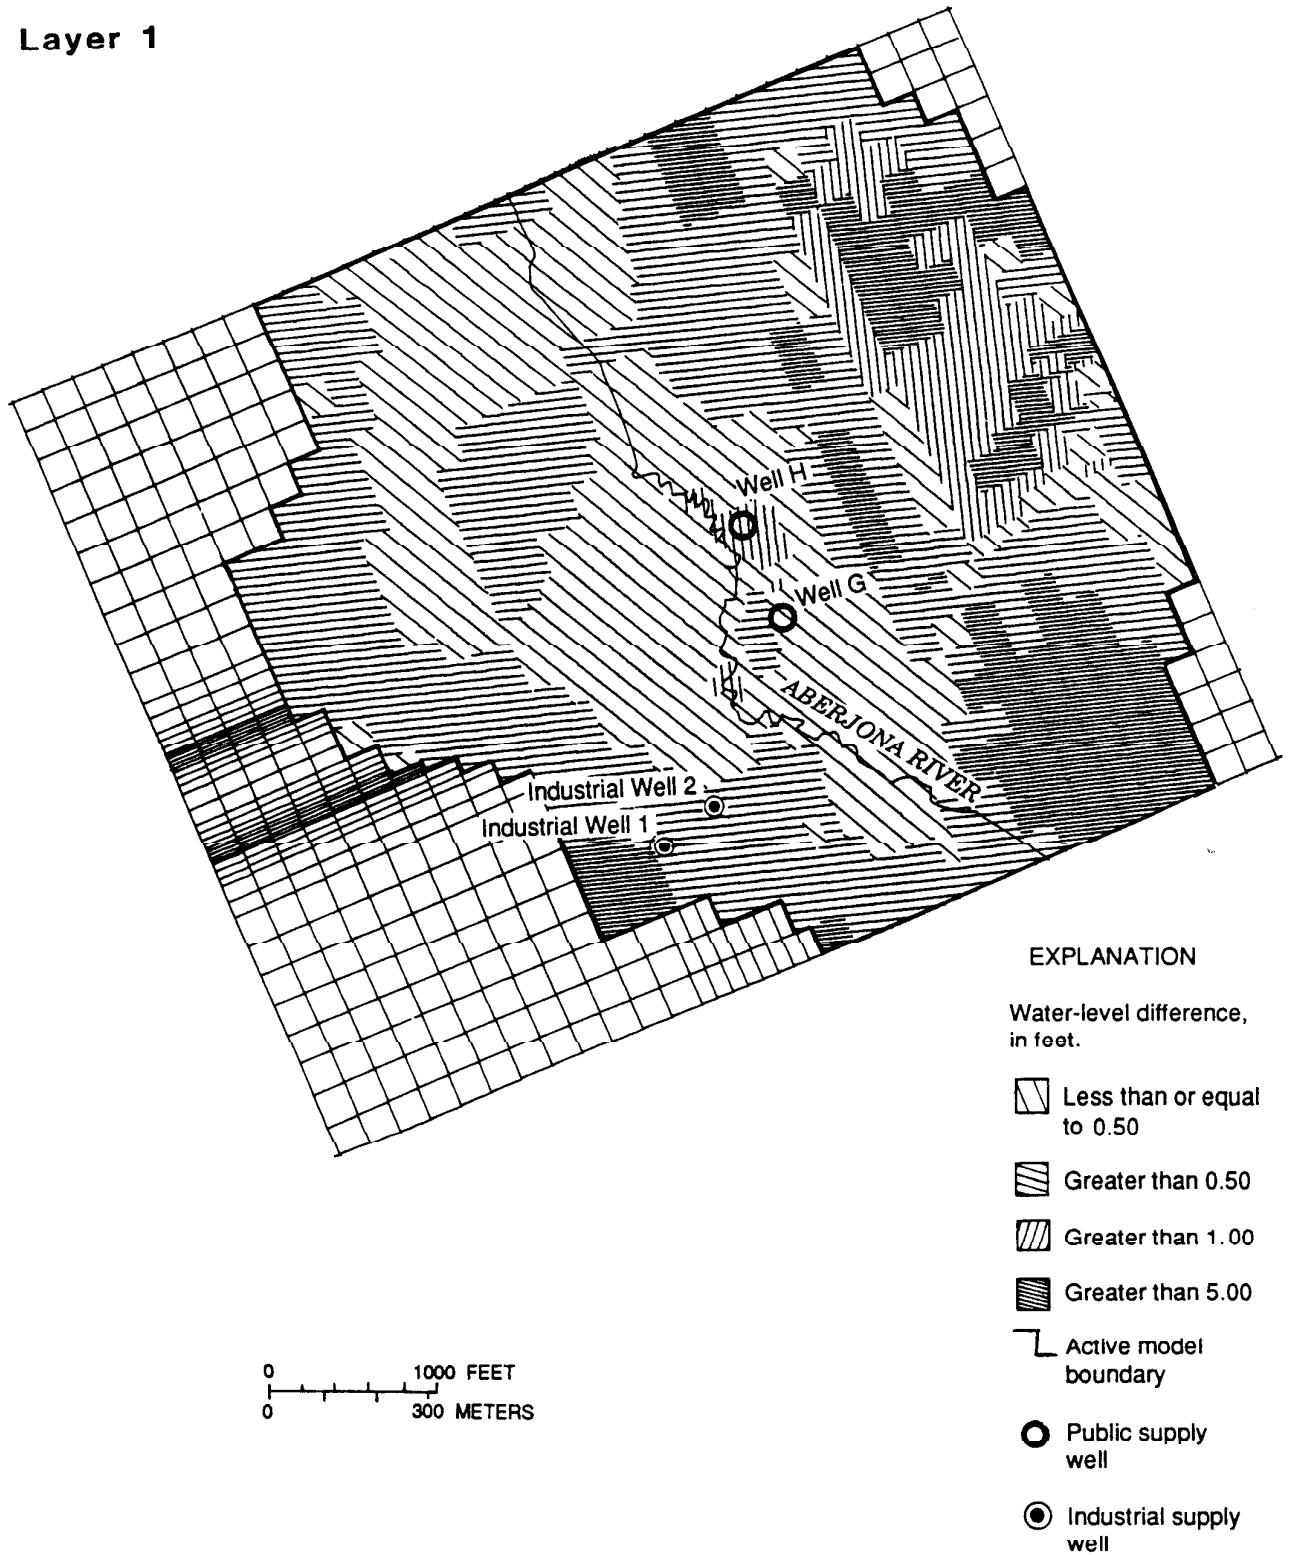 Layer 1
Well H
Well G
ABERJONA RIVER
Industrial Well 2
Industrial Well 1
EXPLANATION
Water-level difference,
in feet.
Less than or equal
to 0.50
Greater than 0.50
Greater than 1.00
Greater than 5.00
Active model
boundary
Public supply
well
Industrial supply
well
0 1000 FEET
0 300 METERS